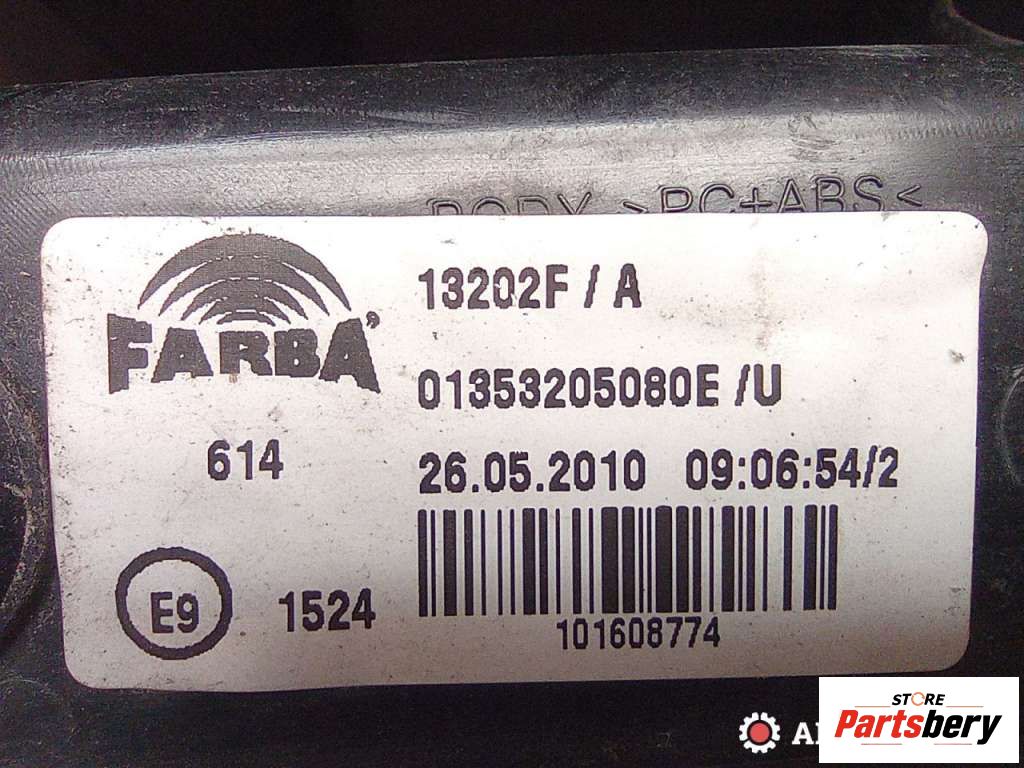 BODY >PC+ABS<
FARBA
13202F / A
01353205080E /U
614
26.05.2010 09:06:54/2
E9
1524
101608774
STORE
Partsbery